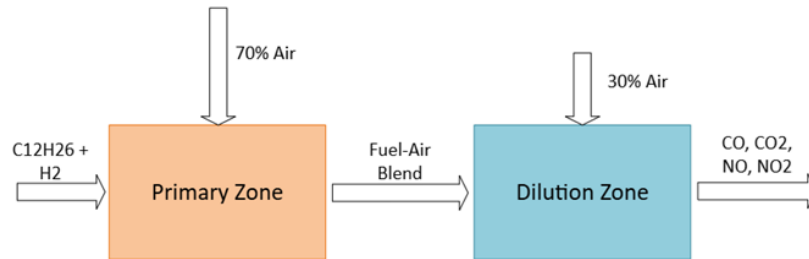 70% Air
30% Air
C12H26 +
H2
Primary Zone
Fuel-Air
Blend
Dilution Zone
CO, CO2,
NO, NO2